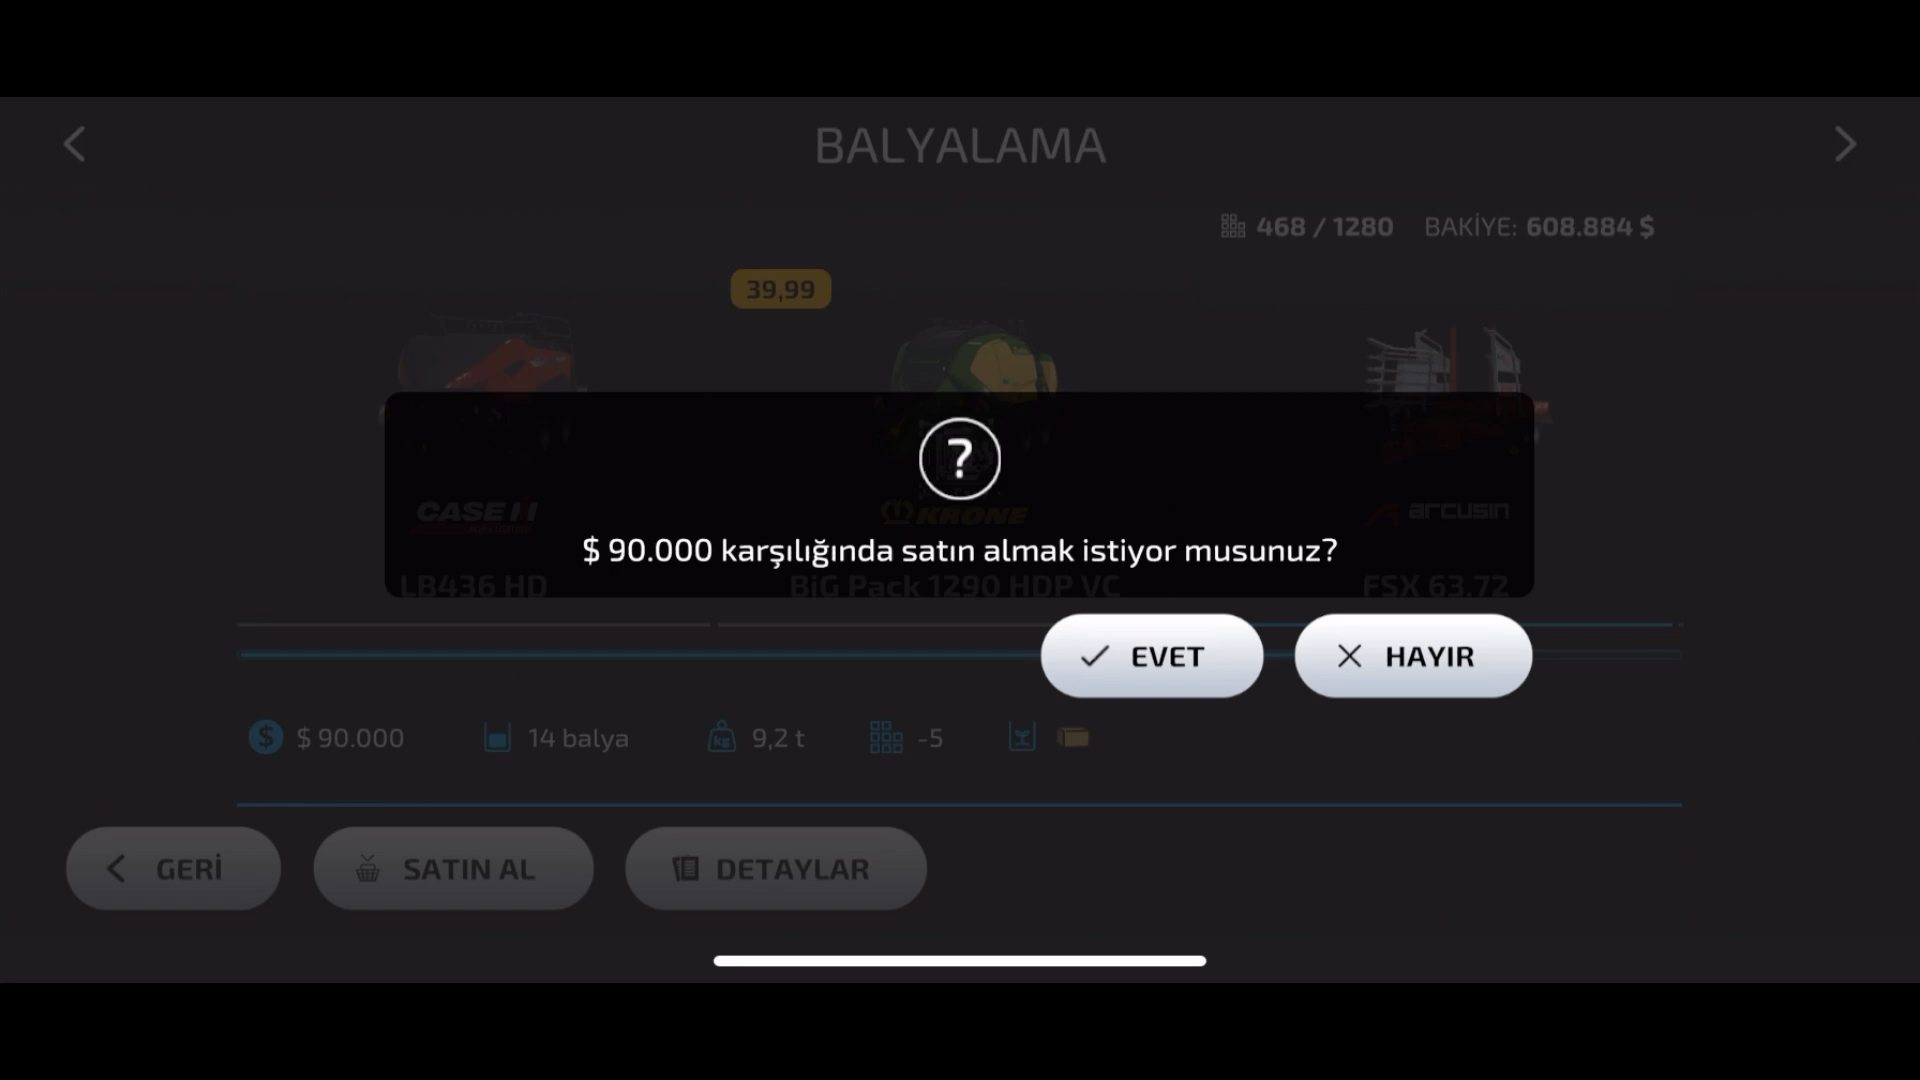 BALYALAMA
468 / 1280 BAKİYE: 608.884 $
39,99
CASE IH
KRONE
arcusin
?
$ 90.000 karşılığında satın almak istiyor musunuz?
LB436 HD
BiG Pack 1290 HDP VC
FSX 63.72
EVET
HAYIR
$ $ 90.000
14 balya
kg 9,2 t
-5
GERİ
SATIN AL
DETAYLAR